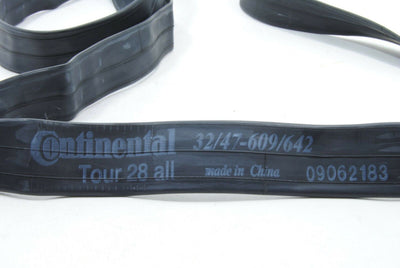 Continental 32/47-609/642
Tour 28 all made in China 09062183